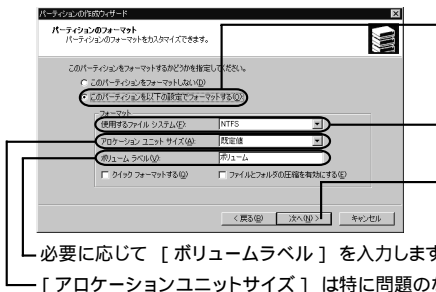 パーティションの作成ウィザード
パーティションのフォーマット
パーティションのフォーマットをカスタマイズできます。
このパーティションをフォーマットするかどうかを指定してください。
このパーティションをフォーマットしない(D)
このパーティションを以下の設定でフォーマットする(O):
フォーマット
使用するファイル システム(F): NTFS
アロケーション ユニット サイズ(A): 既定値
ボリューム ラベル(V): ボリューム
クイック フォーマットする(Q) ファイルとフォルダの圧縮を有効にする(E)
< 戻る(B) 次へ(N) > キャンセル
必要に応じて [ボリュームラベル] を入力します
[アロケーションユニットサイズ] は特に問題の